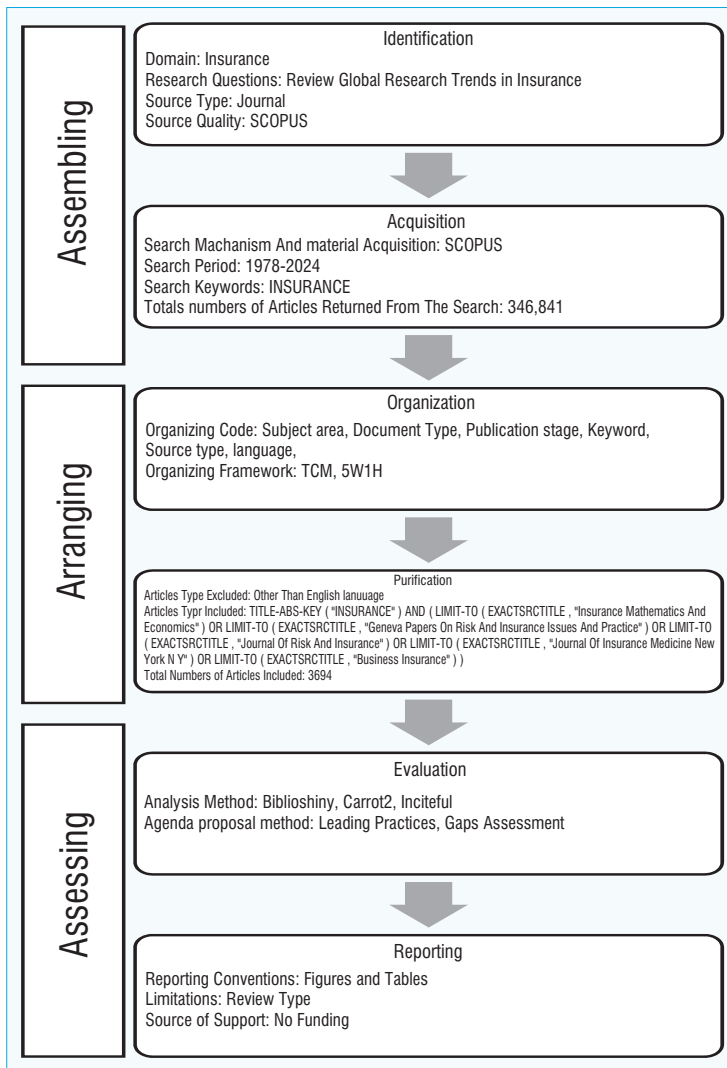 Assembling
Identification
Domain: Insurance
Research Questions: Review Global Research Trends in Insurance
Source Type: Journal
Source Quality: SCOPUS
Acquisition
Search Machanism And material Acquisition: SCOPUS
Search Period: 1978-2024
Search Keywords: INSURANCE
Totals numbers of Articles Returned From The Search: 346,841
Arranging
Organization
Organizing Code: Subject area, Document Type, Publication stage, Keyword,
Source type, language,
Organizing Framework: TCM, 5W1H
Purification
Articles Type Excluded: Other Than English lanuuage
Articles Typr Included: TITLE-ABS-KEY ( "INSURANCE" ) AND ( LIMIT-TO ( EXACTSRCTITLE , "Insurance Mathematics And
Economics" ) OR LIMIT-TO ( EXACTSRCTITLE , "Geneva Papers On Risk And Insurance Issues And Practice" ) OR LIMIT-TO
( EXACTSRCTITLE , "Journal Of Risk And Insurance" ) OR LIMIT-TO ( EXACTSRCTITLE , "Journal Of Insurance Medicine New
York N Y" ) OR LIMIT-TO ( EXACTSRCTITLE , "Business Insurance" ) )
Total Numbers of Articles Included: 3694
Assessing
Evaluation
Analysis Method: Biblioshiny, Carrot2, Inciteful
Agenda proposal method: Leading Practices, Gaps Assessment
Reporting
Reporting Conventions: Figures and Tables
Limitations: Review Type
Source of Support: No Funding